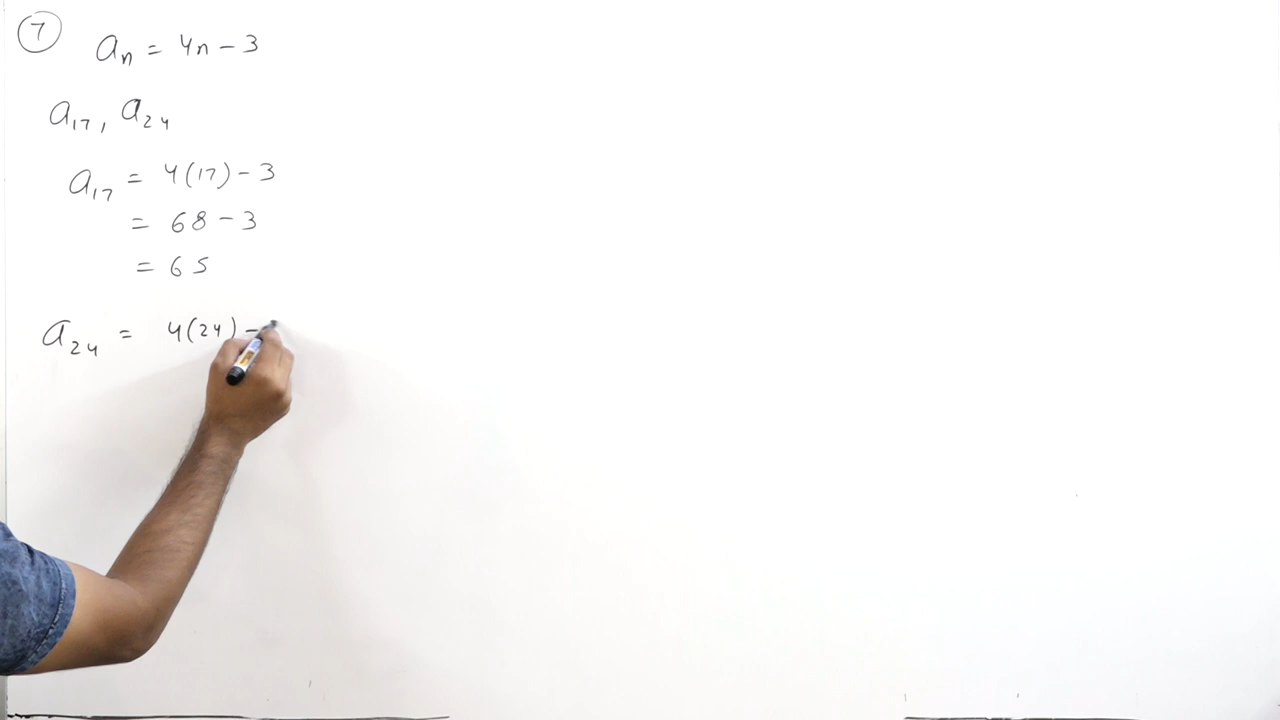 7
aₙ = 4n - 3
a₁₇, a₂₄
a₁₇ = 4(17) - 3
= 68 - 3
= 65
a₂₄ = 4(24) -